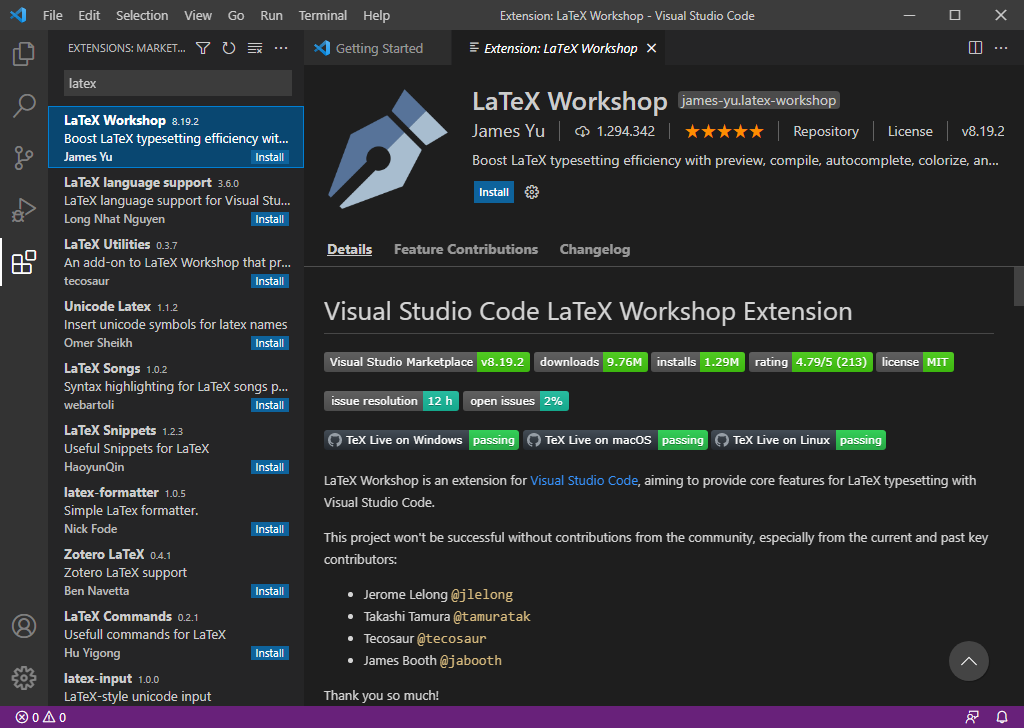 File Edit Selection View Go Run Terminal Help Extension: LaTeX Workshop - Visual Studio Code
EXTENSIONS: MARKET...
latex
LaTeX Workshop 8.19.2
Boost LaTeX typesetting efficiency wit...
James Yu Install
LaTeX language support 3.6.0
LaTeX language support for Visual Stu...
Long Nhat Nguyen Install
LaTeX Utilities 0.3.7
An add-on to LaTeX Workshop that pr...
tecosaur Install
Unicode Latex 1.1.2
Insert unicode symbols for latex names
Omer Sheikh Install
LaTeX Songs 1.0.2
Syntax highlighting for LaTeX songs p...
webartoli Install
LaTeX Snippets 1.2.3
Useful Snippets for LaTeX
HaoyunQin Install
latex-formatter 1.0.5
Simple LaTex formatter.
Nick Fode Install
Zotero LaTeX 0.4.1
Zotero LaTeX support
Ben Navetta Install
LaTeX Commands 0.2.1
Usefull commands for LaTeX
Hu Yigong Install
latex-input 1.0.0
LaTeX-style unicode input
Getting Started Extension: LaTeX Workshop
LaTeX Workshop james-yu.latex-workshop
James Yu 1.294.342 Repository License v8.19.2
Boost LaTeX typesetting efficiency with preview, compile, autocomplete, colorize, an...
Install
Details Feature Contributions Changelog
Visual Studio Code LaTeX Workshop Extension
Visual Studio Marketplace v8.19.2 downloads 9.76M installs 1.29M rating 4.79/5 (213) license MIT
issue resolution 12 h open issues 2%
TeX Live on Windows passing TeX Live on macOS passing TeX Live on Linux passing
LaTeX Workshop is an extension for Visual Studio Code, aiming to provide core features for LaTeX typesetting with
Visual Studio Code.
This project won't be successful without contributions from the community, especially from the current and past key
contributors:
• Jerome Lelong @jlelong
• Takashi Tamura @tamuratak
• Tecosaur @tecosaur
• James Booth @jabooth
Thank you so much!
0 0